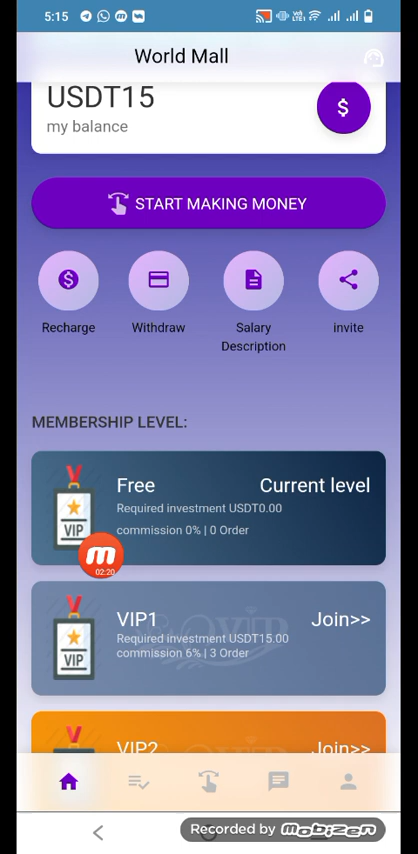 5:15
World Mall
USDT15
my balance
$
START MAKING MONEY
Recharge
Withdraw
Salary
Description
invite
MEMBERSHIP LEVEL:
Free
Current level
Required investment USDT0.00
commission 0% | 0 Order
VIP
m
02:20
VIP1
Join>>
Required investment USDT15.00
commission 6% | 3 Order
VIP
VIP2
Join>>
Recorded by mobizen